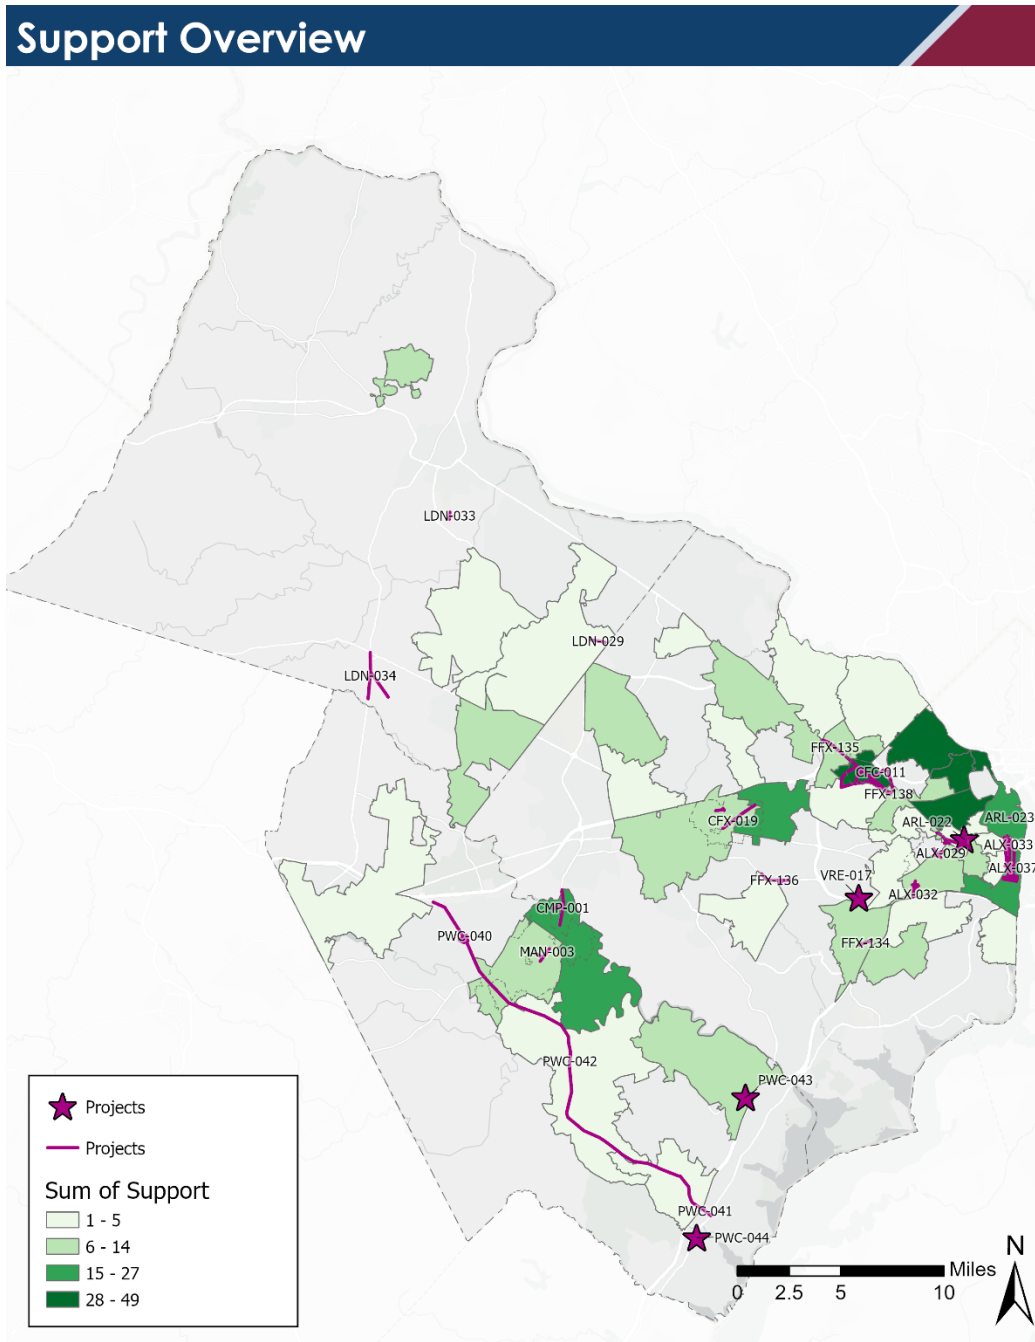 Support Overview
LDN-033
LDN-029
LDN-034
FFX-135
CFC-011
FFX-138
CFX-019
ARL-022
ARL-023
ALX-033
ALX-029
ALX-037
FFX-136
VRE-017
ALX-032
CMP-001
PWC-040
MAN-003
FFX-134
PWC-042
PWC-043
PWC-041
PWC-044
Projects
Projects
Sum of Support
1 - 5
6 - 14
15 - 27
28 - 49
N
Miles
0 2.5 5 10